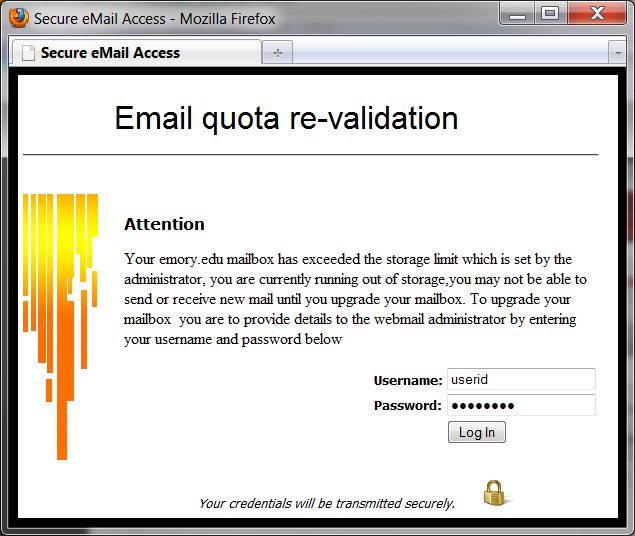 Secure eMail Access - Mozilla Firefox
Secure eMail Access
Email quota re-validation
Attention
Your emory.edu mailbox has exceeded the storage limit which is set by the
administrator, you are currently running out of storage,you may not be able to
send or receive new mail until you upgrade your mailbox. To upgrade your
mailbox  you are to provide details to the webmail administrator by entering
your username and password below
Username: userid
Password: ••••••••
Log In
Your credentials will be transmitted securely.